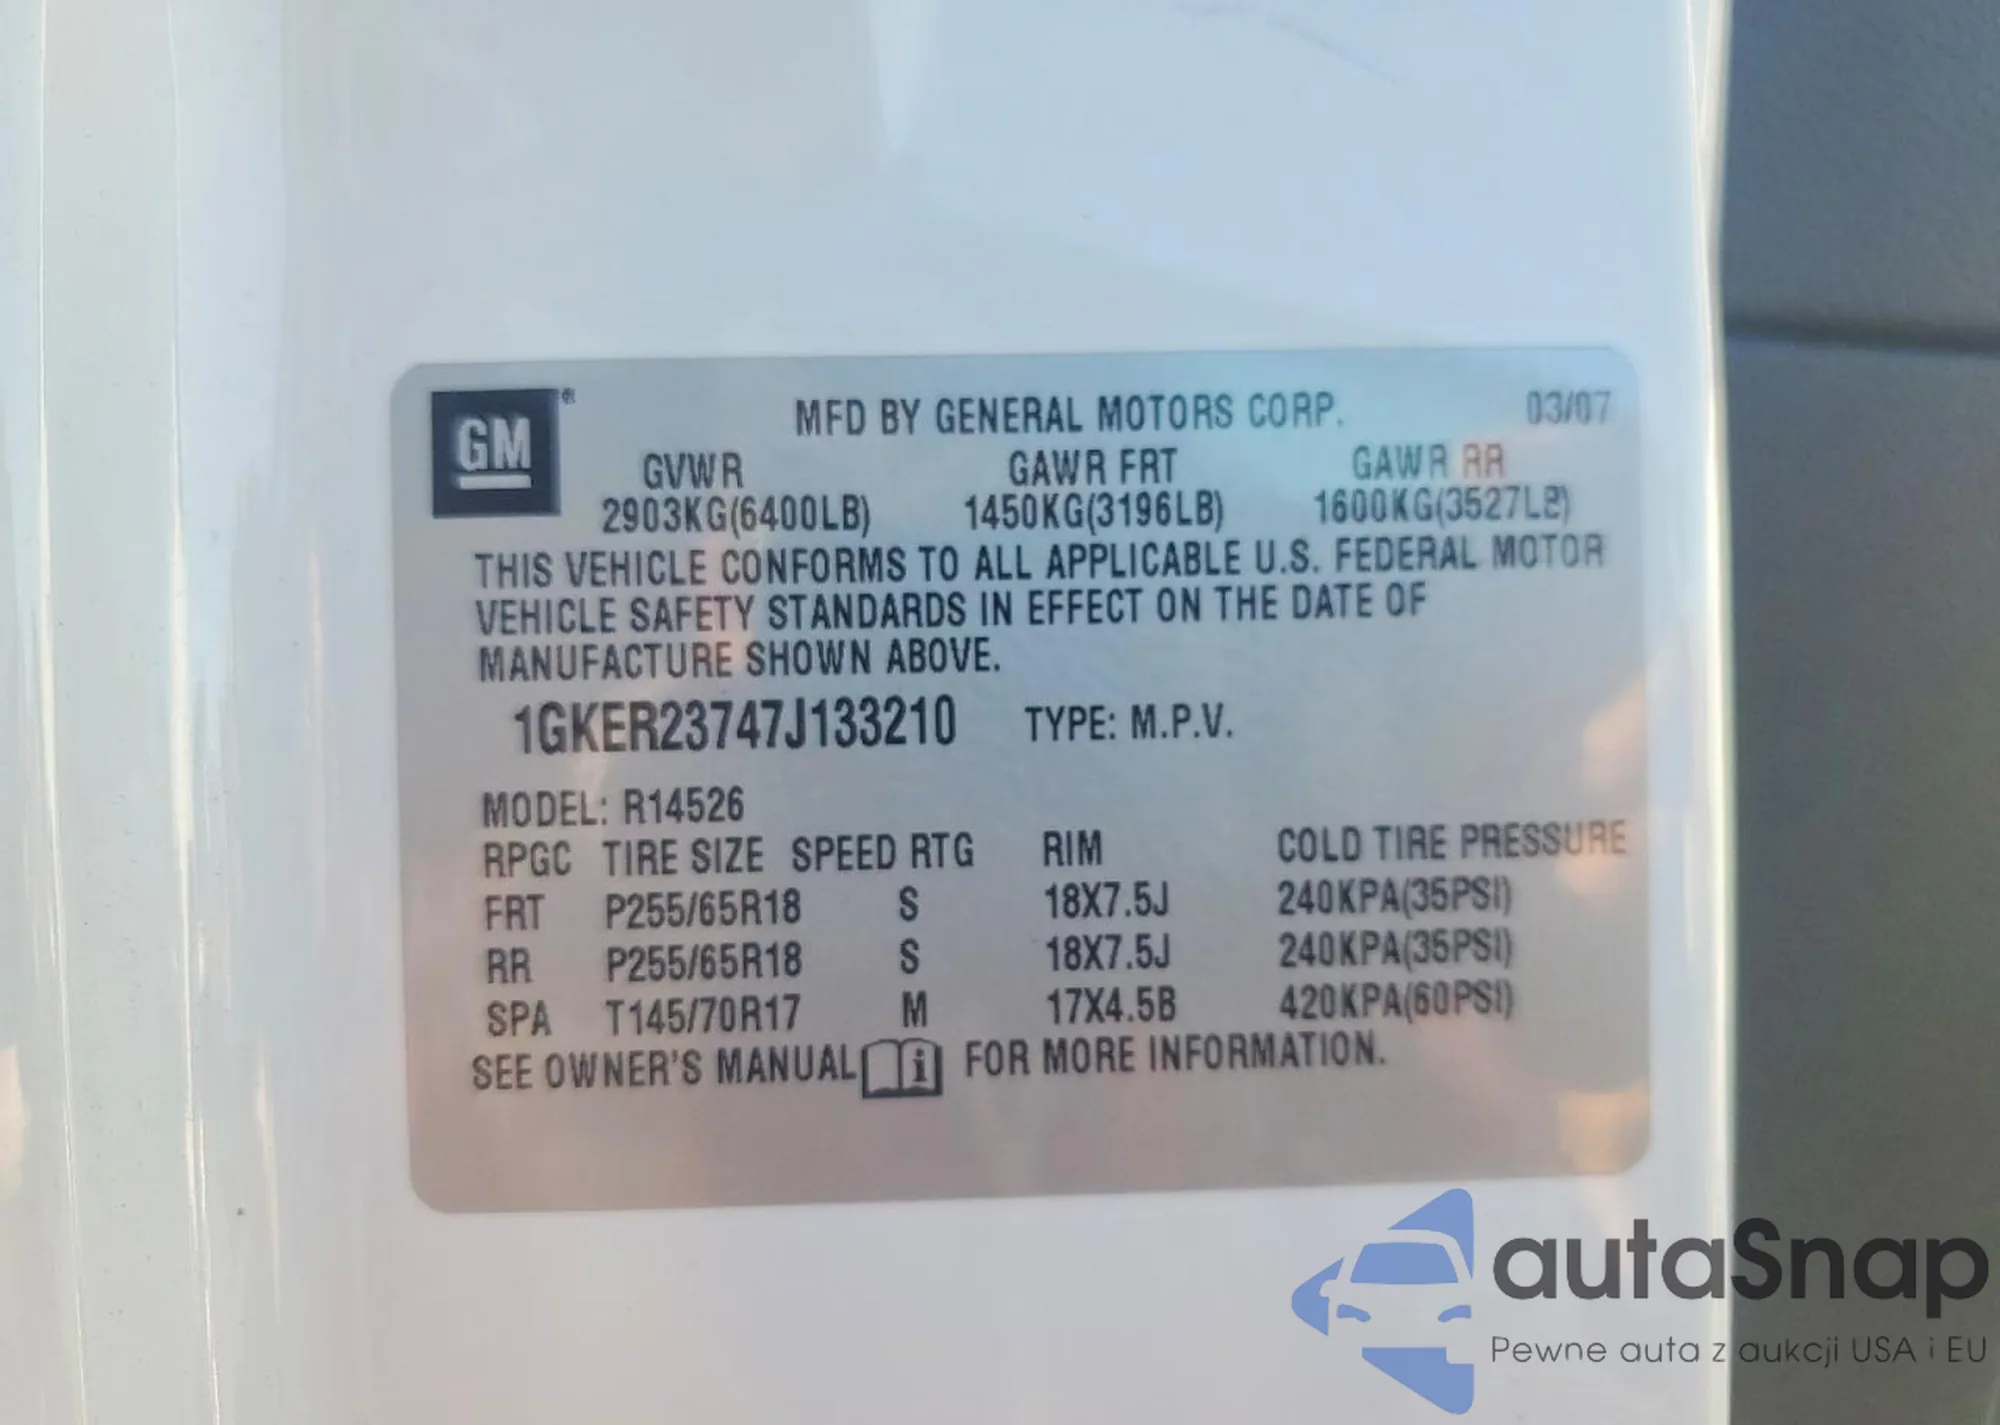 GM®
MFD BY GENERAL MOTORS CORP. 03/07
GVWR GAWR FRT GAWR RR
2903KG(6400LB) 1450KG(3196LB) 1600KG(3527LB)
THIS VEHICLE CONFORMS TO ALL APPLICABLE U.S. FEDERAL MOTOR
VEHICLE SAFETY STANDARDS IN EFFECT ON THE DATE OF
MANUFACTURE SHOWN ABOVE.
1GKER23747J133210 TYPE: M.P.V.
MODEL: R14526
RPGC TIRE SIZE SPEED RTG RIM COLD TIRE PRESSURE
FRT P255/65R18 S 18X7.5J 240KPA(35PSI)
RR P255/65R18 S 18X7.5J 240KPA(35PSI)
SPA T145/70R17 M 17X4.5B 420KPA(60PSI)
SEE OWNER'S MANUAL i FOR MORE INFORMATION.
autaSnap
Pewne auta z aukcji USA i EU